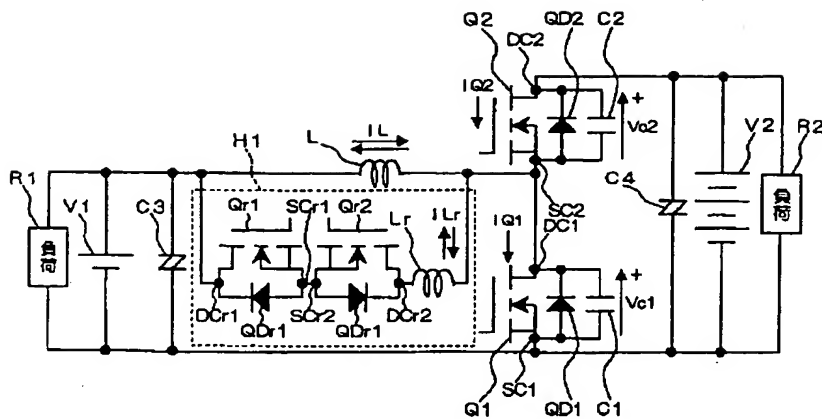 Q2
DC2
QD2
C2
IQ2
+
Vc2
V2
R2
負荷
H1
L
IL
R1
V1
C3
負荷
Qr1
SCr1
Qr2
Lr
ILr
IQ1
SC2
DC1
C4
+
Vc1
DCr1
QDr1
SCr2
QDr1
DCr2
SC1
Q1
QD1
C1